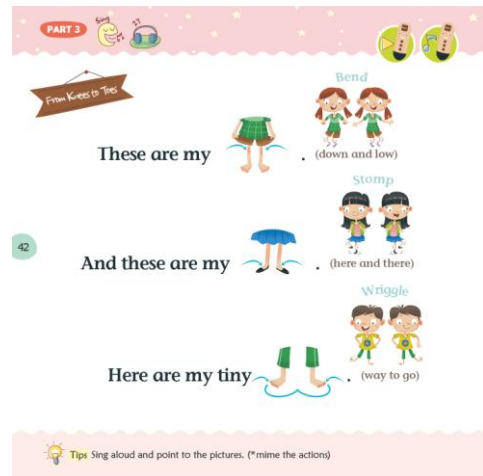 PART 3
Sing
From Knees to Toes
Bend
These are my . (down and low)
Stomp
42
And these are my . (here and there)
Wriggle
Here are my tiny . (way to go)
Tips Sing aloud and point to the pictures. (*mime the actions)